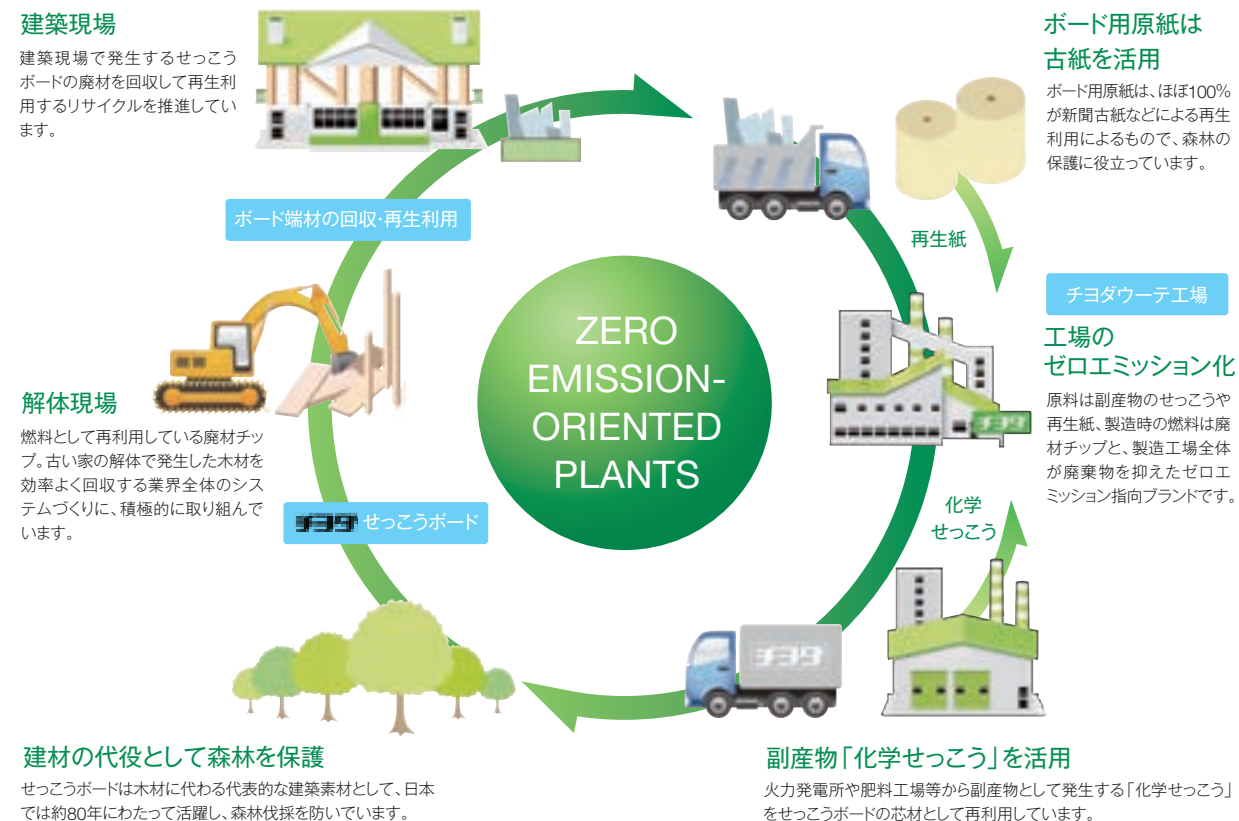 建築現場
建築現場で発生するせっこう
ボードの廃材を回収して再生利
用するリサイクルを推進してい
ます。
ボード用原紙は
古紙を活用
ボード用原紙は、ほぼ100%
が新聞古紙などによる再生
利用によるもので、森林の
保護に役立っています。
ボード端材の回収・再生利用
再生紙
チヨダウーテ工場
工場の
ゼロエミッション化
原料は副産物のせっこうや
再生紙、製造時の燃料は廃
材チップと、製造工場全体
が廃棄物を抑えたゼロエ
ミッション指向ブランドです。
ZERO
EMISSION-
ORIENTED
PLANTS
チヨダ
解体現場
燃料として再利用している廃材チッ
プ。古い家の解体で発生した木材を
効率よく回収する業界全体のシス
テムづくりに、積極的に取り組んで
います。
チヨダ せっこうボード
化学
せっこう
チヨダ
建材の代役として森林を保護
せっこうボードは木材に代わる代表的な建築素材として、日本
では約80年にわたって活躍し、森林伐採を防いでいます。
副産物「化学せっこう」を活用
火力発電所や肥料工場等から副産物として発生する「化学せっこう」
をせっこうボードの芯材として再利用しています。